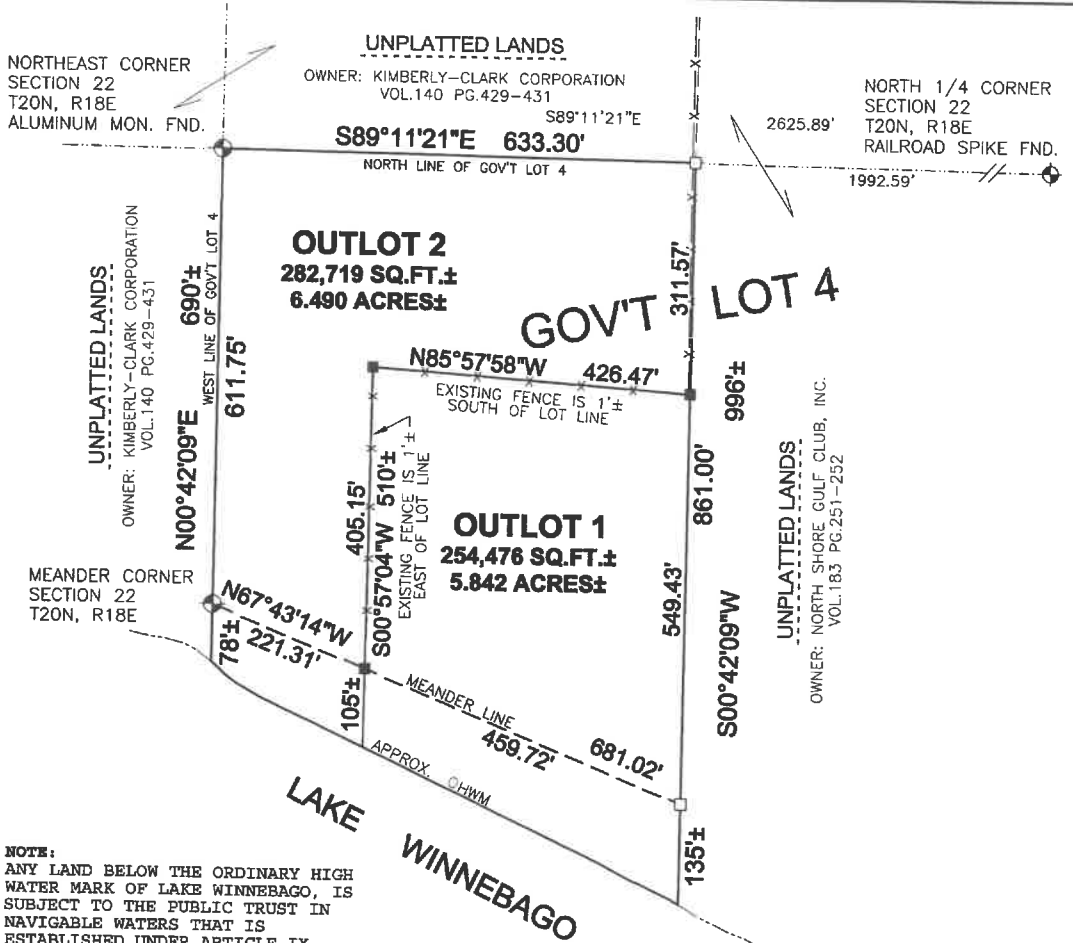 UNPLATTED LANDS
OWNER: KIMBERLY-CLARK CORPORATION
VOL.140 PG.429-431
NORTHEAST CORNER
SECTION 22
T20N, R18E
ALUMINUM MON. FND.
NORTH 1/4 CORNER
SECTION 22
T20N, R18E
RAILROAD SPIKE FND.
S89°11'21"E
2625.89'
S89°11'21"E 633.30'
NORTH LINE OF GOV'T LOT 4
1992.59'
OUTLOT 2
282,719 SQ.FT.±
6.490 ACRES±
GOV'T LOT 4
311.57'
UNPLATTED LANDS
OWNER: KIMBERLY-CLARK CORPORATION
VOL.140 PG.429-431
N00°42'09"E 690'±
WEST LINE OF GOV'T LOT 4
611.75'
N85°57'58"W 426.47'
EXISTING FENCE IS 1'±
SOUTH OF LOT LINE
996'±
861.00'
405.15'
S00°57'04"W 510'±
EXISTING FENCE IS 1'±
EAST OF LOT LINE
OUTLOT 1
254,476 SQ.FT.±
5.842 ACRES±
549.43'
S00°42'09"W
UNPLATTED LANDS
OWNER: NORTH SHORE GULF CLUB, INC.
VOL.183 PG.251-252
MEANDER CORNER
SECTION 22
T20N, R18E
N67°43'14"W
221.31'
78'±
105'±
MEANDER LINE
459.72'
681.02'
APPROX. OHWM
135'±
LAKE WINNEBAGO
NOTE:
ANY LAND BELOW THE ORDINARY HIGH
WATER MARK OF LAKE WINNEBAGO, IS
SUBJECT TO THE PUBLIC TRUST IN
NAVIGABLE WATERS THAT IS
ESTABLISHED UNDER ARTICLE IX